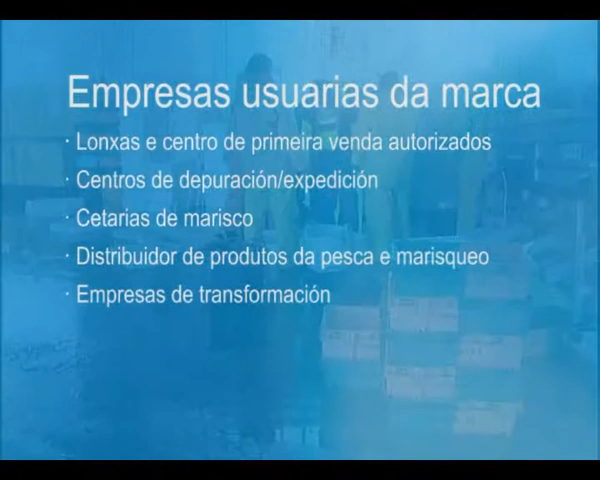 Empresas usuarias da marca
· Lonxas e centro de primeira venda autorizados
· Centros de depuración/expedición
· Cetarias de marisco
· Distribuidor de produtos da pesca e marisqueo
· Empresas de transformación